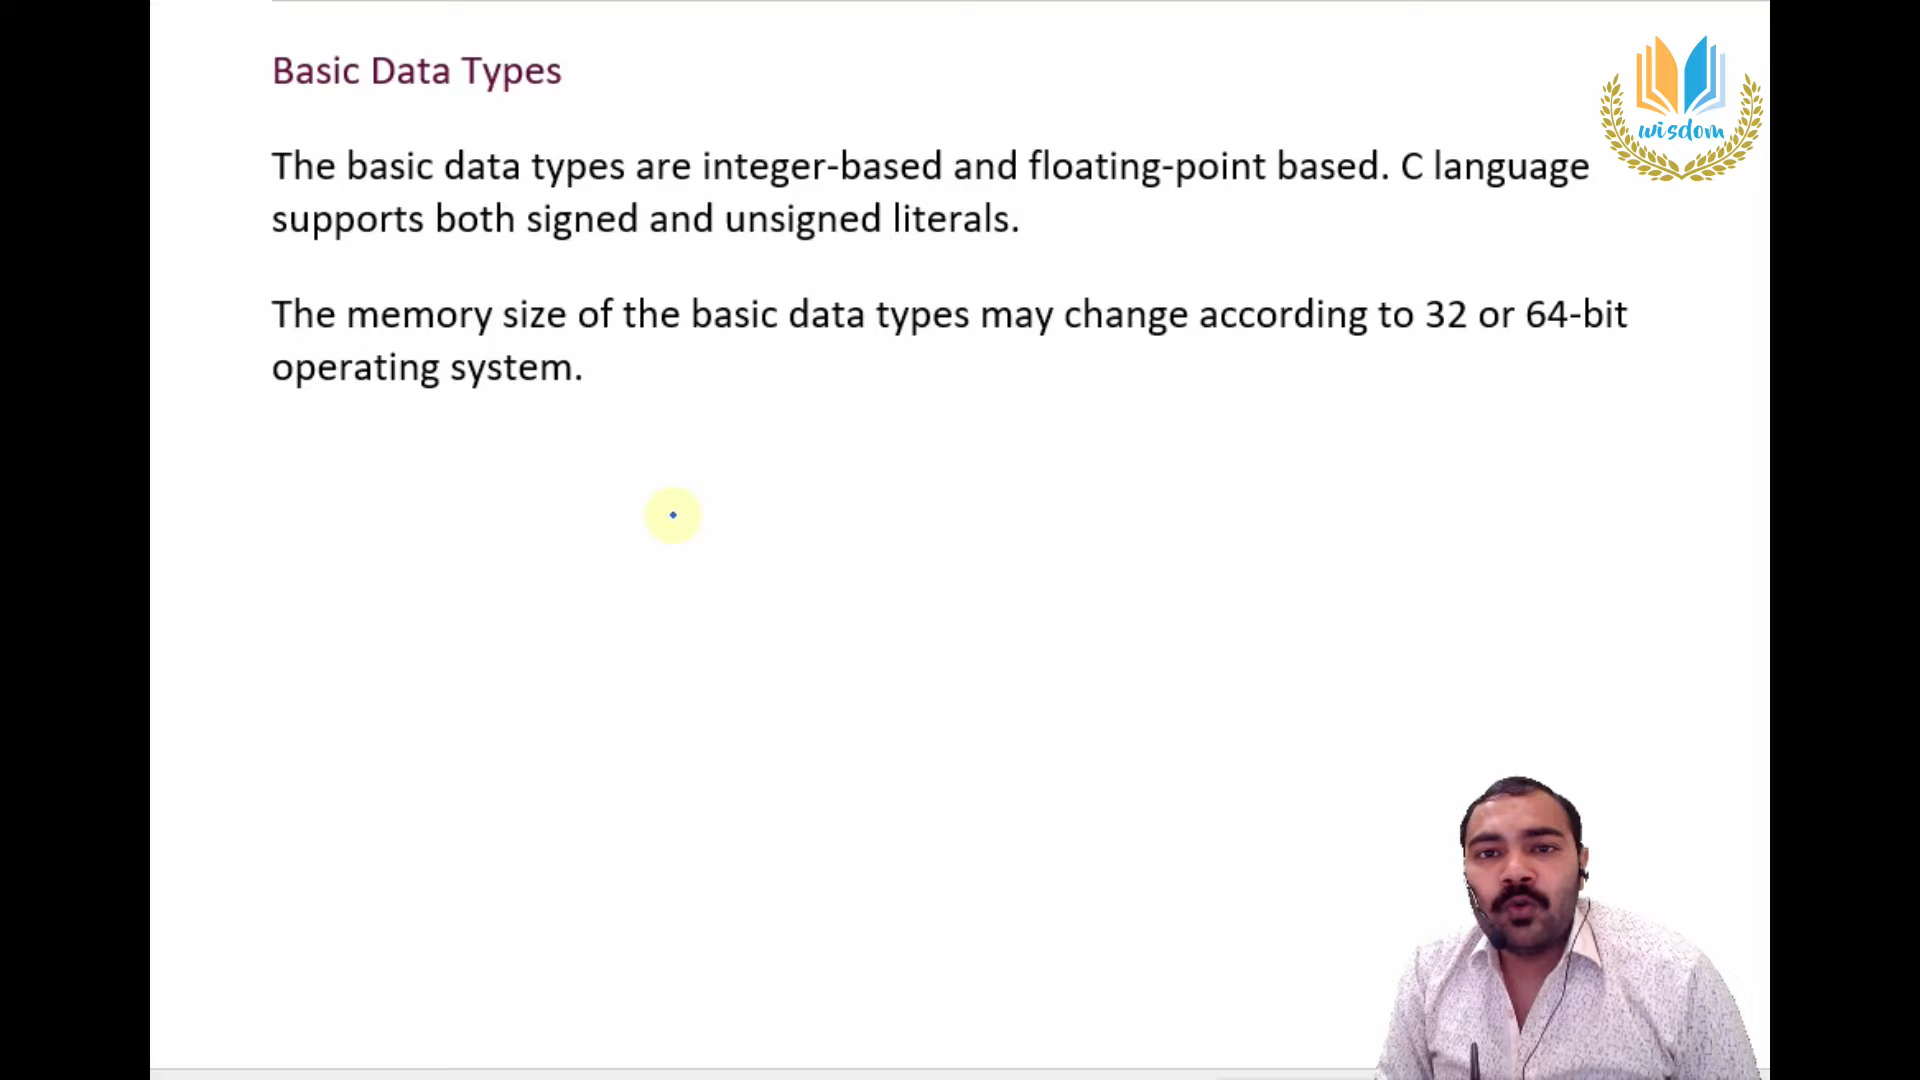 Basic Data Types
wisdom
The basic data types are integer-based and floating-point based. C language
supports both signed and unsigned literals.
The memory size of the basic data types may change according to 32 or 64-bit
operating system.